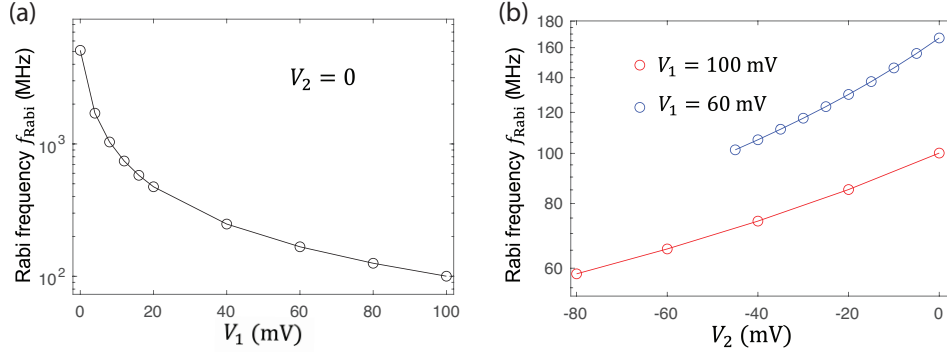 (a)
Rabi frequency f_Rabi (MHz)
10^3
10^2
V_2 = 0
0 20 40 60 80 100
V_1 (mV)
(b)
Rabi frequency f_Rabi (MHz)
180
160
140
120
100
80
60
V_1 = 100 mV
V_1 = 60 mV
-80 -60 -40 -20 0
V_2 (mV)